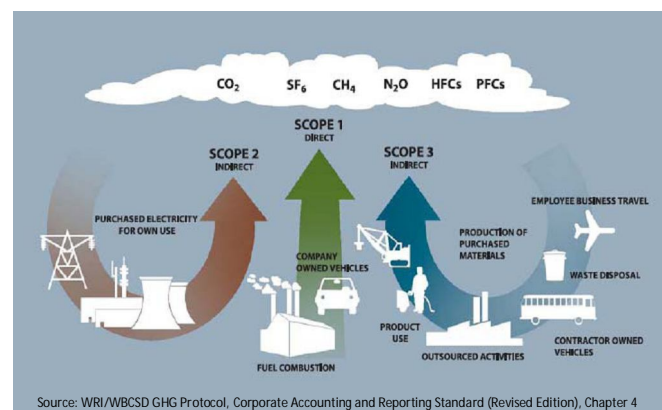 CO₂ SF₆ CH₄ N₂O HFCs PFCs
SCOPE 1
DIRECT
SCOPE 2
INDIRECT
SCOPE 3
INDIRECT
PURCHASED ELECTRICITY
FOR OWN USE
COMPANY
OWNED VEHICLES
FUEL COMBUSTION
EMPLOYEE BUSINESS TRAVEL
PRODUCTION OF
PURCHASED
MATERIALS
WASTE DISPOSAL
PRODUCT
USE
OUTSOURCED ACTIVITIES
CONTRACTOR OWNED
VEHICLES
Source: WRI/WBCSD GHG Protocol, Corporate Accounting and Reporting Standard (Revised Edition), Chapter 4